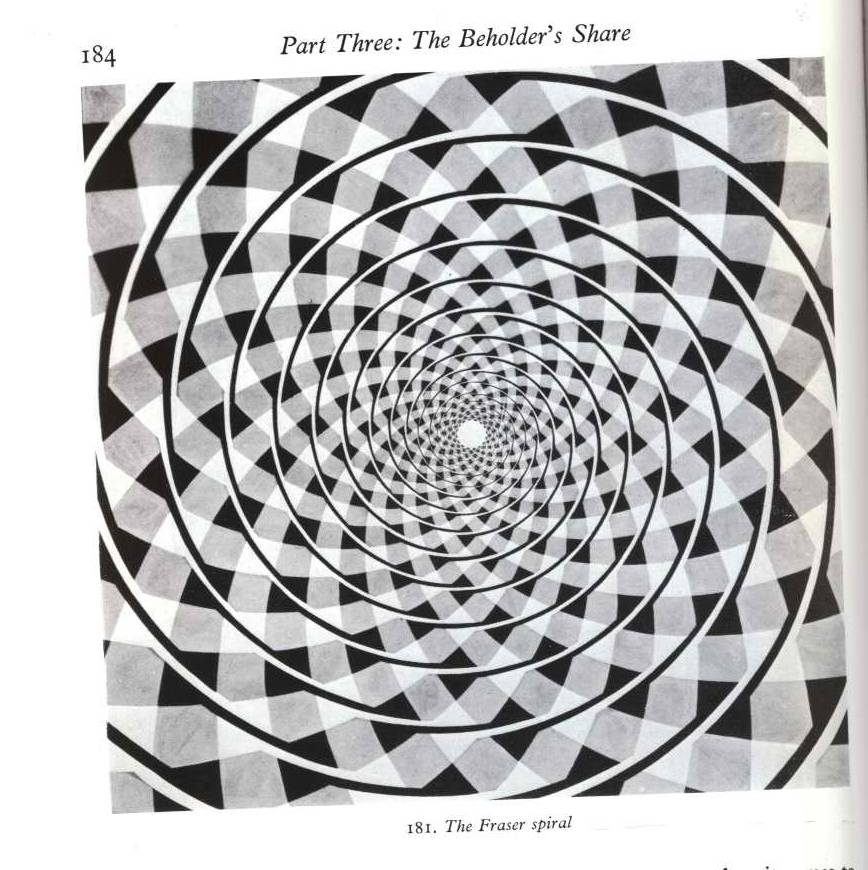 184
Part Three: The Beholder's Share
181. The Fraser spiral